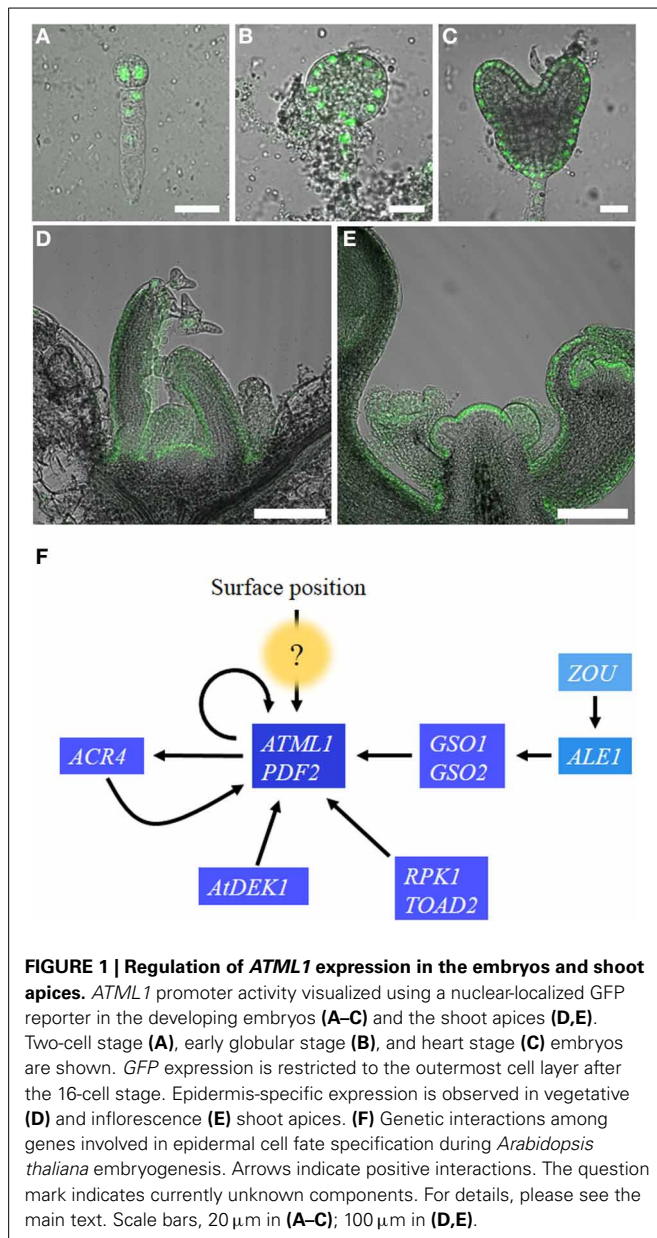 A
B
C
D
E
F
Surface position
?
ZOU
ACR4
ATML1
PDF2
GSO1
GSO2
ALE1
AtDEK1
RPK1
TOAD2
FIGURE 1 | Regulation of ATML1 expression in the embryos and shoot
apices. ATML1 promoter activity visualized using a nuclear-localized GFP
reporter in the developing embryos (A–C) and the shoot apices (D,E).
Two-cell stage (A), early globular stage (B), and heart stage (C) embryos
are shown. GFP expression is restricted to the outermost cell layer after
the 16-cell stage. Epidermis-specific expression is observed in vegetative
(D) and inflorescence (E) shoot apices. (F) Genetic interactions among
genes involved in epidermal cell fate specification during Arabidopsis
thaliana embryogenesis. Arrows indicate positive interactions. The question
mark indicates currently unknown components. For details, please see the
main text. Scale bars, 20 μm in (A–C); 100 μm in (D,E).